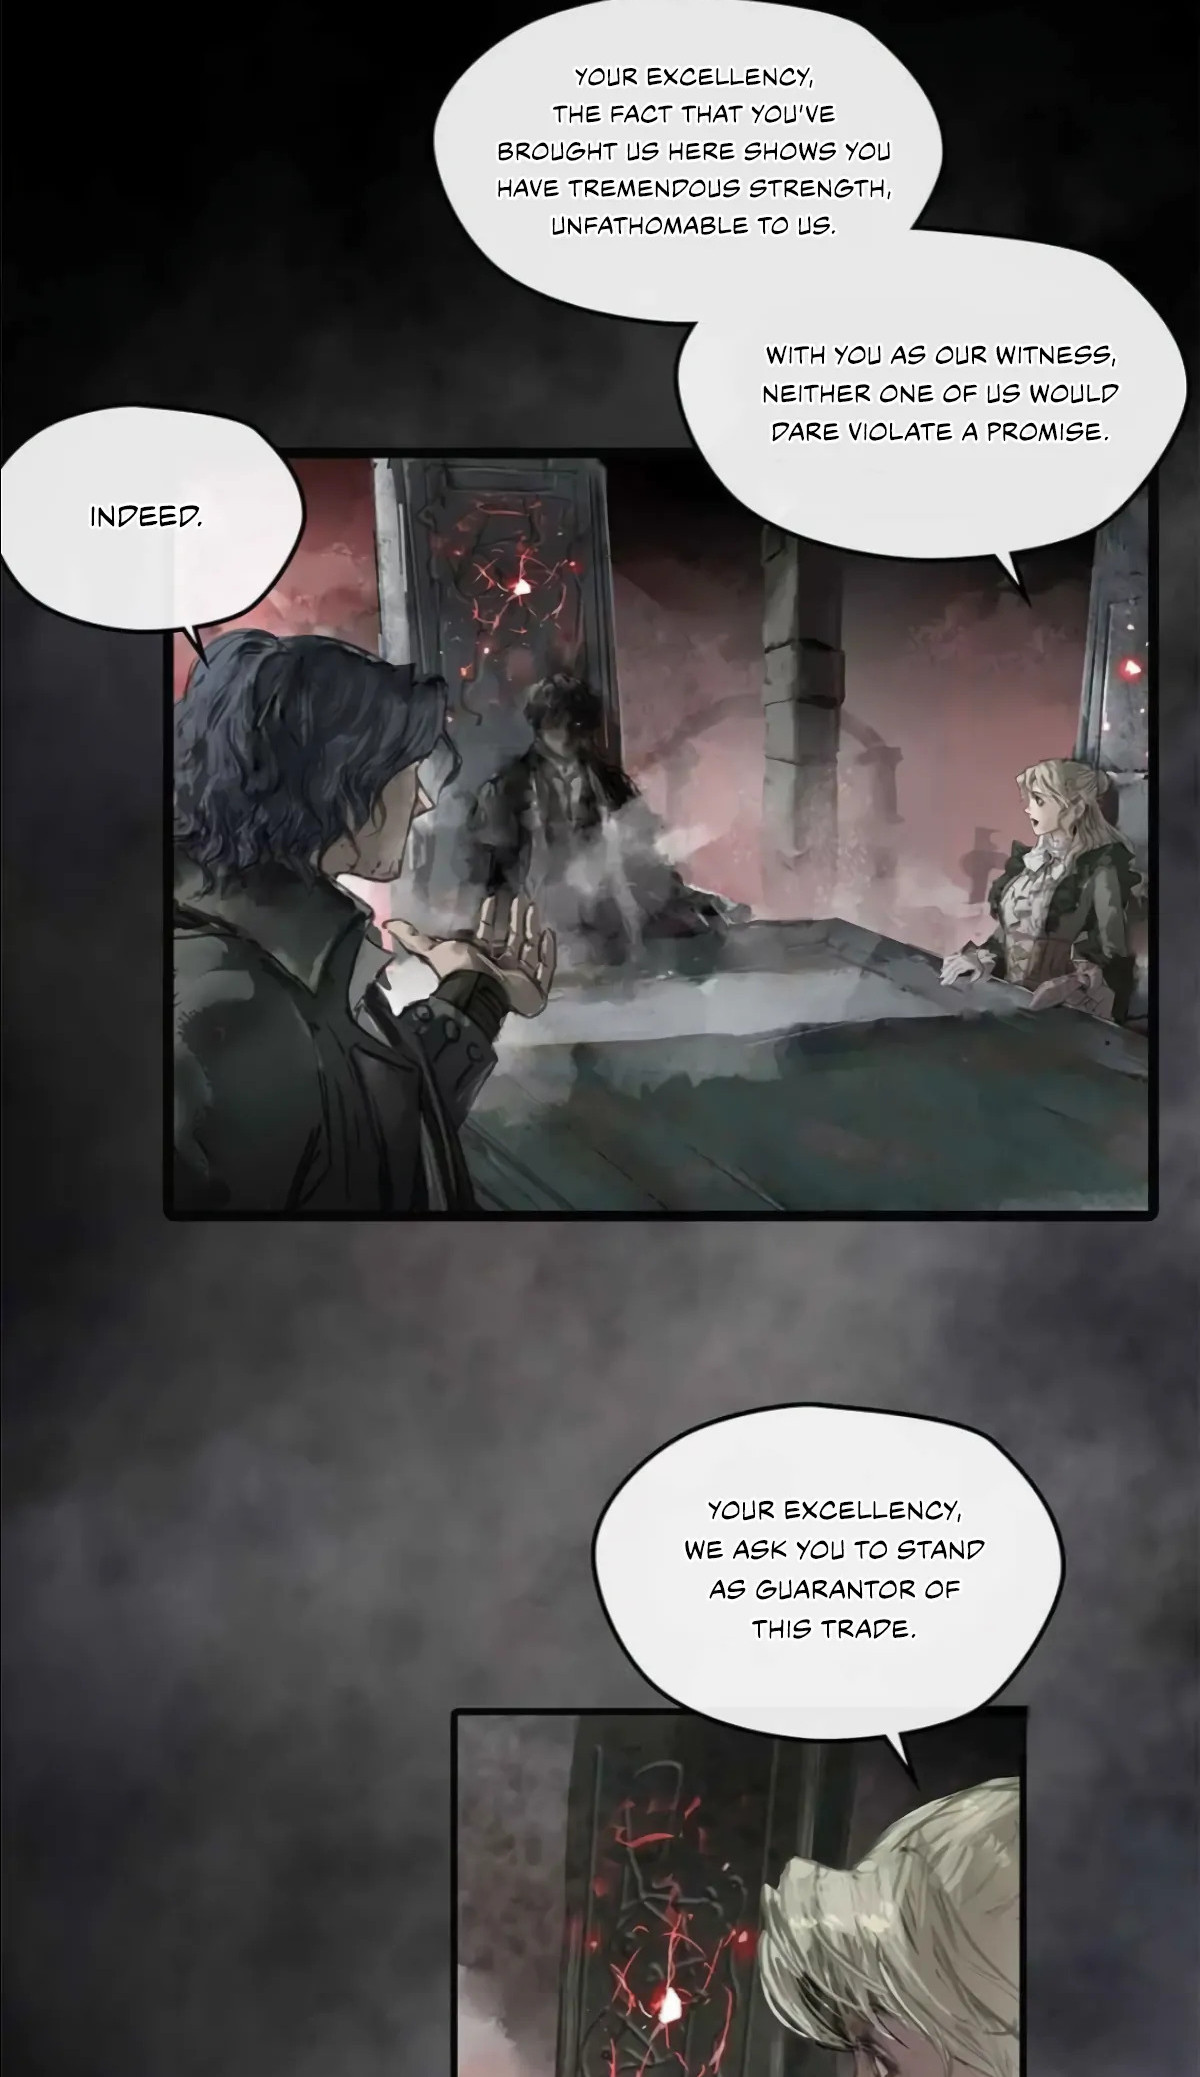 YOUR EXCELLENCY,
THE FACT THAT YOU'VE
BROUGHT US HERE SHOWS YOU
HAVE TREMENDOUS STRENGTH,
UNFATHOMABLE TO US.
WITH YOU AS OUR WITNESS,
NEITHER ONE OF US WOULD
DARE VIOLATE A PROMISE.
INDEED.
YOUR EXCELLENCY,
WE ASK YOU TO STAND
AS GUARANTOR OF
THIS TRADE.